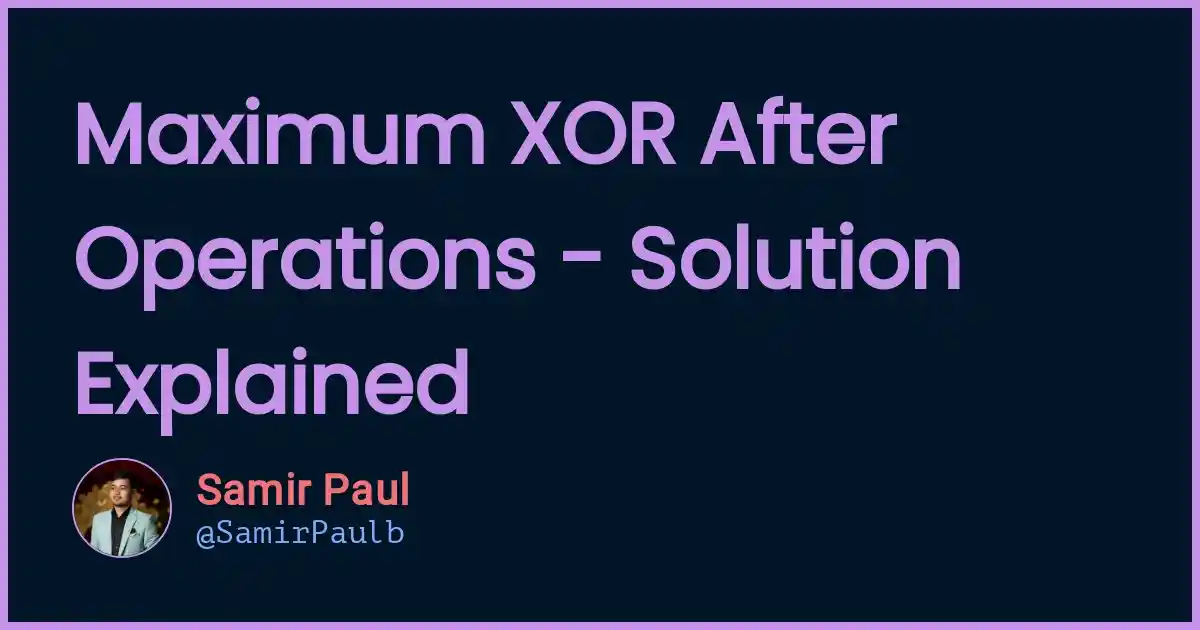 Maximum XOR After
Operations - Solution
Explained
Samir Paul
@SamirPaulb